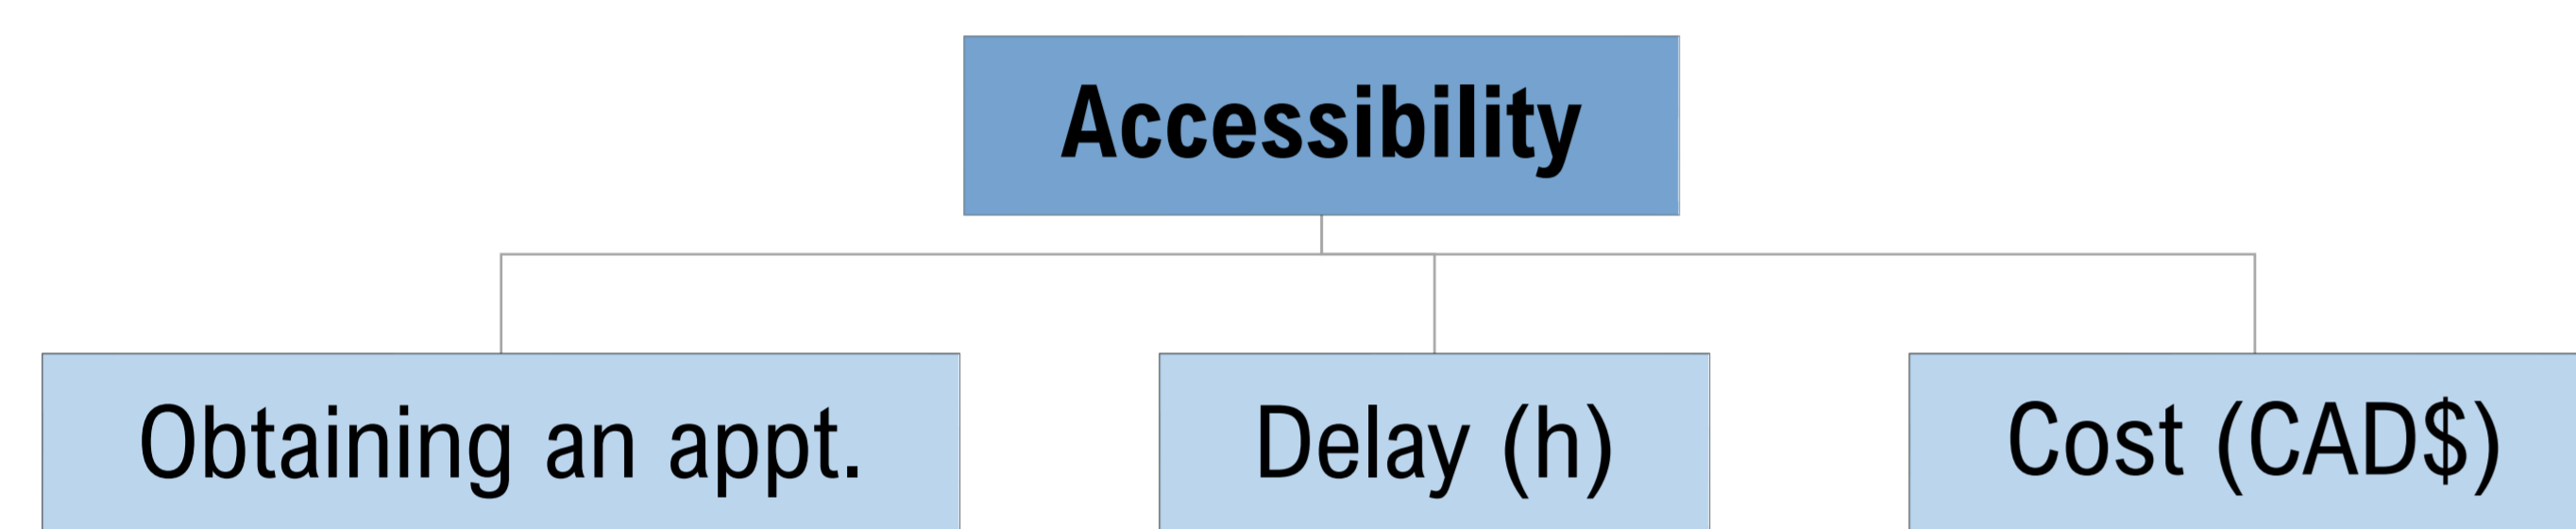 Accessibility
Obtaining an appt.
Delay (h)
Cost (CAD$)